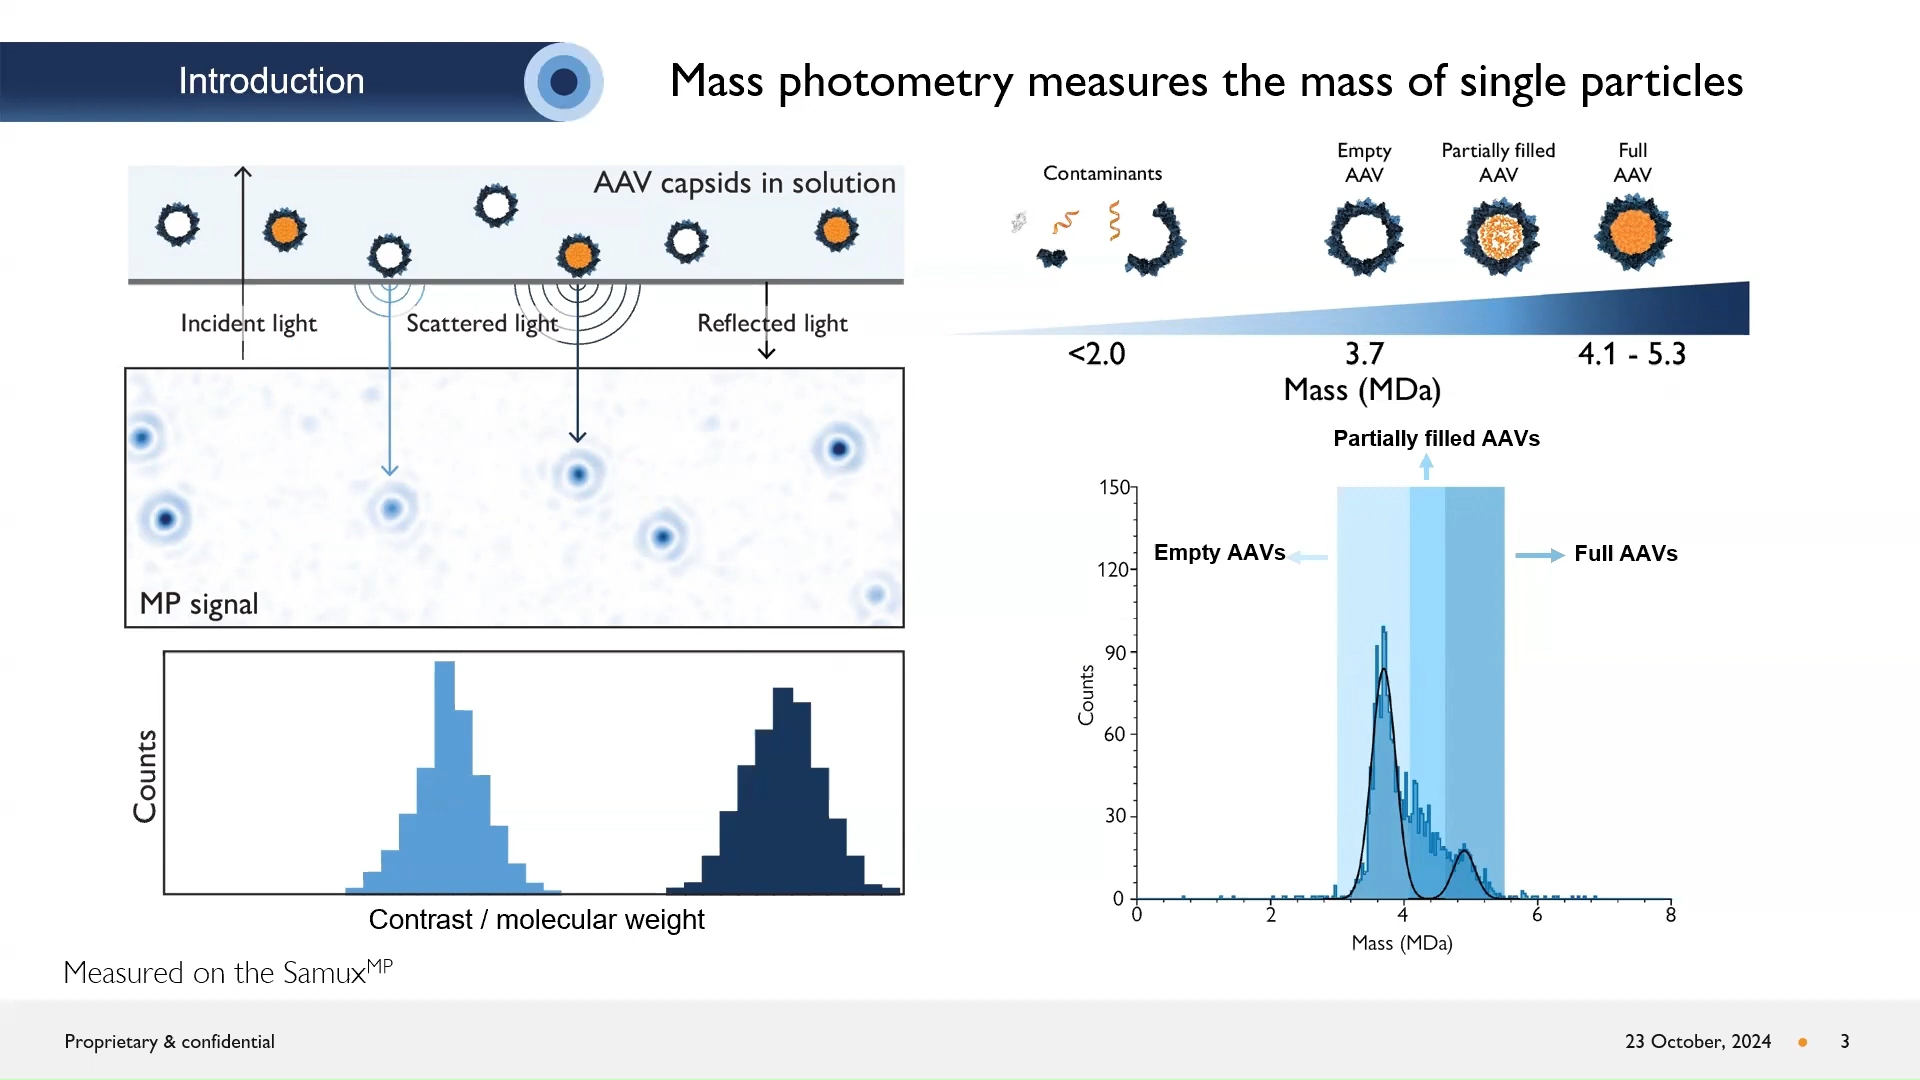 Introduction
Mass photometry measures the mass of single particles
AAV capsids in solution
Incident light
Scattered light
Reflected light
MP signal
Counts
Contrast / molecular weight
Measured on the Samux^MP
Contaminants
Empty
AAV
Partially filled
AAV
Full
AAV
<2.0
3.7
4.1 - 5.3
Mass (MDa)
Partially filled AAVs
Empty AAVs
Full AAVs
150
120
90
60
30
0
Counts
0
2
4
6
8
Mass (MDa)
Proprietary & confidential
23 October, 2024
3